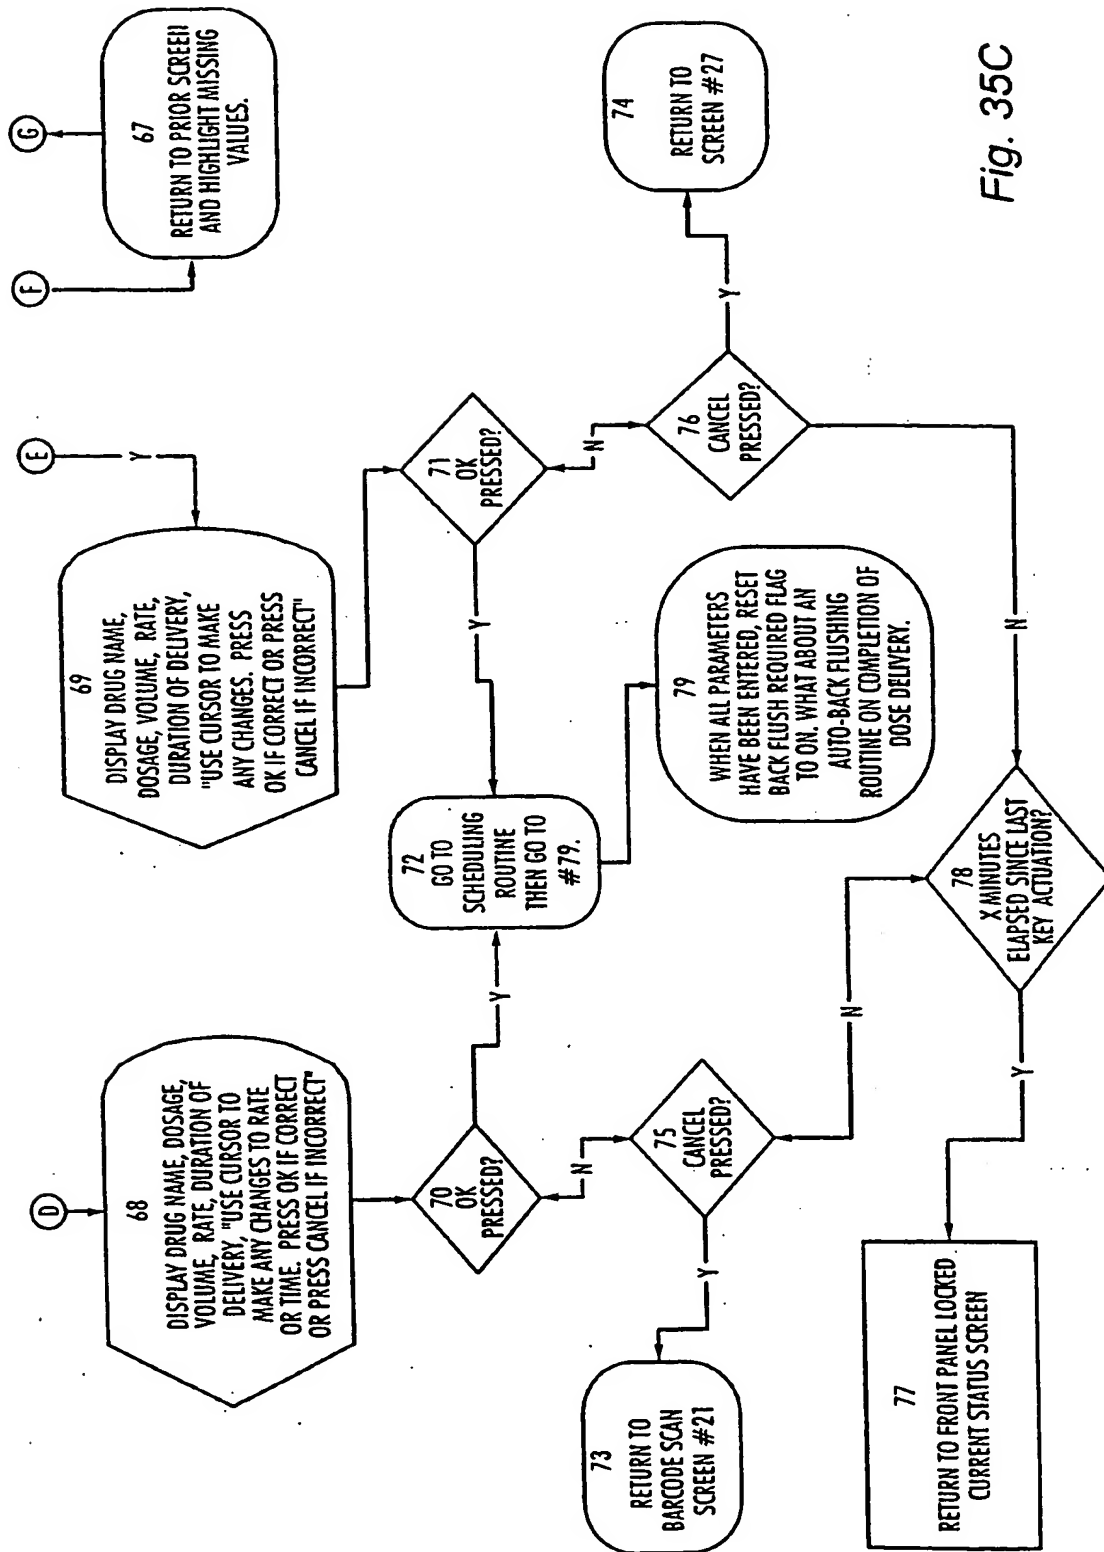 D
68
DISPLAY DRUG NAME, DOSAGE,
VOLUME, RATE, DURATION OF
DELIVERY, "USE CURSOR TO
MAKE ANY CHANGES TO RATE
OR TIME. PRESS OK IF CORRECT
OR PRESS CANCEL IF INCORRECT"
E
Y
69
DISPLAY DRUG NAME,
DOSAGE, VOLUME, RATE,
DURATION OF DELIVERY,
"USE CURSOR TO MAKE
ANY CHANGES. PRESS
OK IF CORRECT OR PRESS
CANCEL IF INCORRECT"
F
G
67
RETURN TO PRIOR SCREEN
AND HIGHLIGHT MISSING
VALUES.
70
OK
PRESSED?
Y
N
72
GO TO
SCHEDULING
ROUTINE
THEN GO TO
#79.
Y
71
OK
PRESSED?
N
73
RETURN TO
BARCODE SCAN
SCREEN #21
Y
75
CANCEL
PRESSED?
N
79
WHEN ALL PARAMETERS
HAVE BEEN ENTERED, RESET
BACK FLUSH REQUIRED FLAG
TO ON. WHAT ABOUT AN
AUTO-BACK FLUSHING
ROUTINE ON COMPLETION OF
DOSE DELIVERY.
76
CANCEL
PRESSED?
Y
N
74
RETURN TO
SCREEN #27
77
RETURN TO FRONT PANEL LOCKED
CURRENT STATUS SCREEN
Y
78
X MINUTES
ELAPSED SINCE LAST
KEY ACTUATION?
Fig. 35C